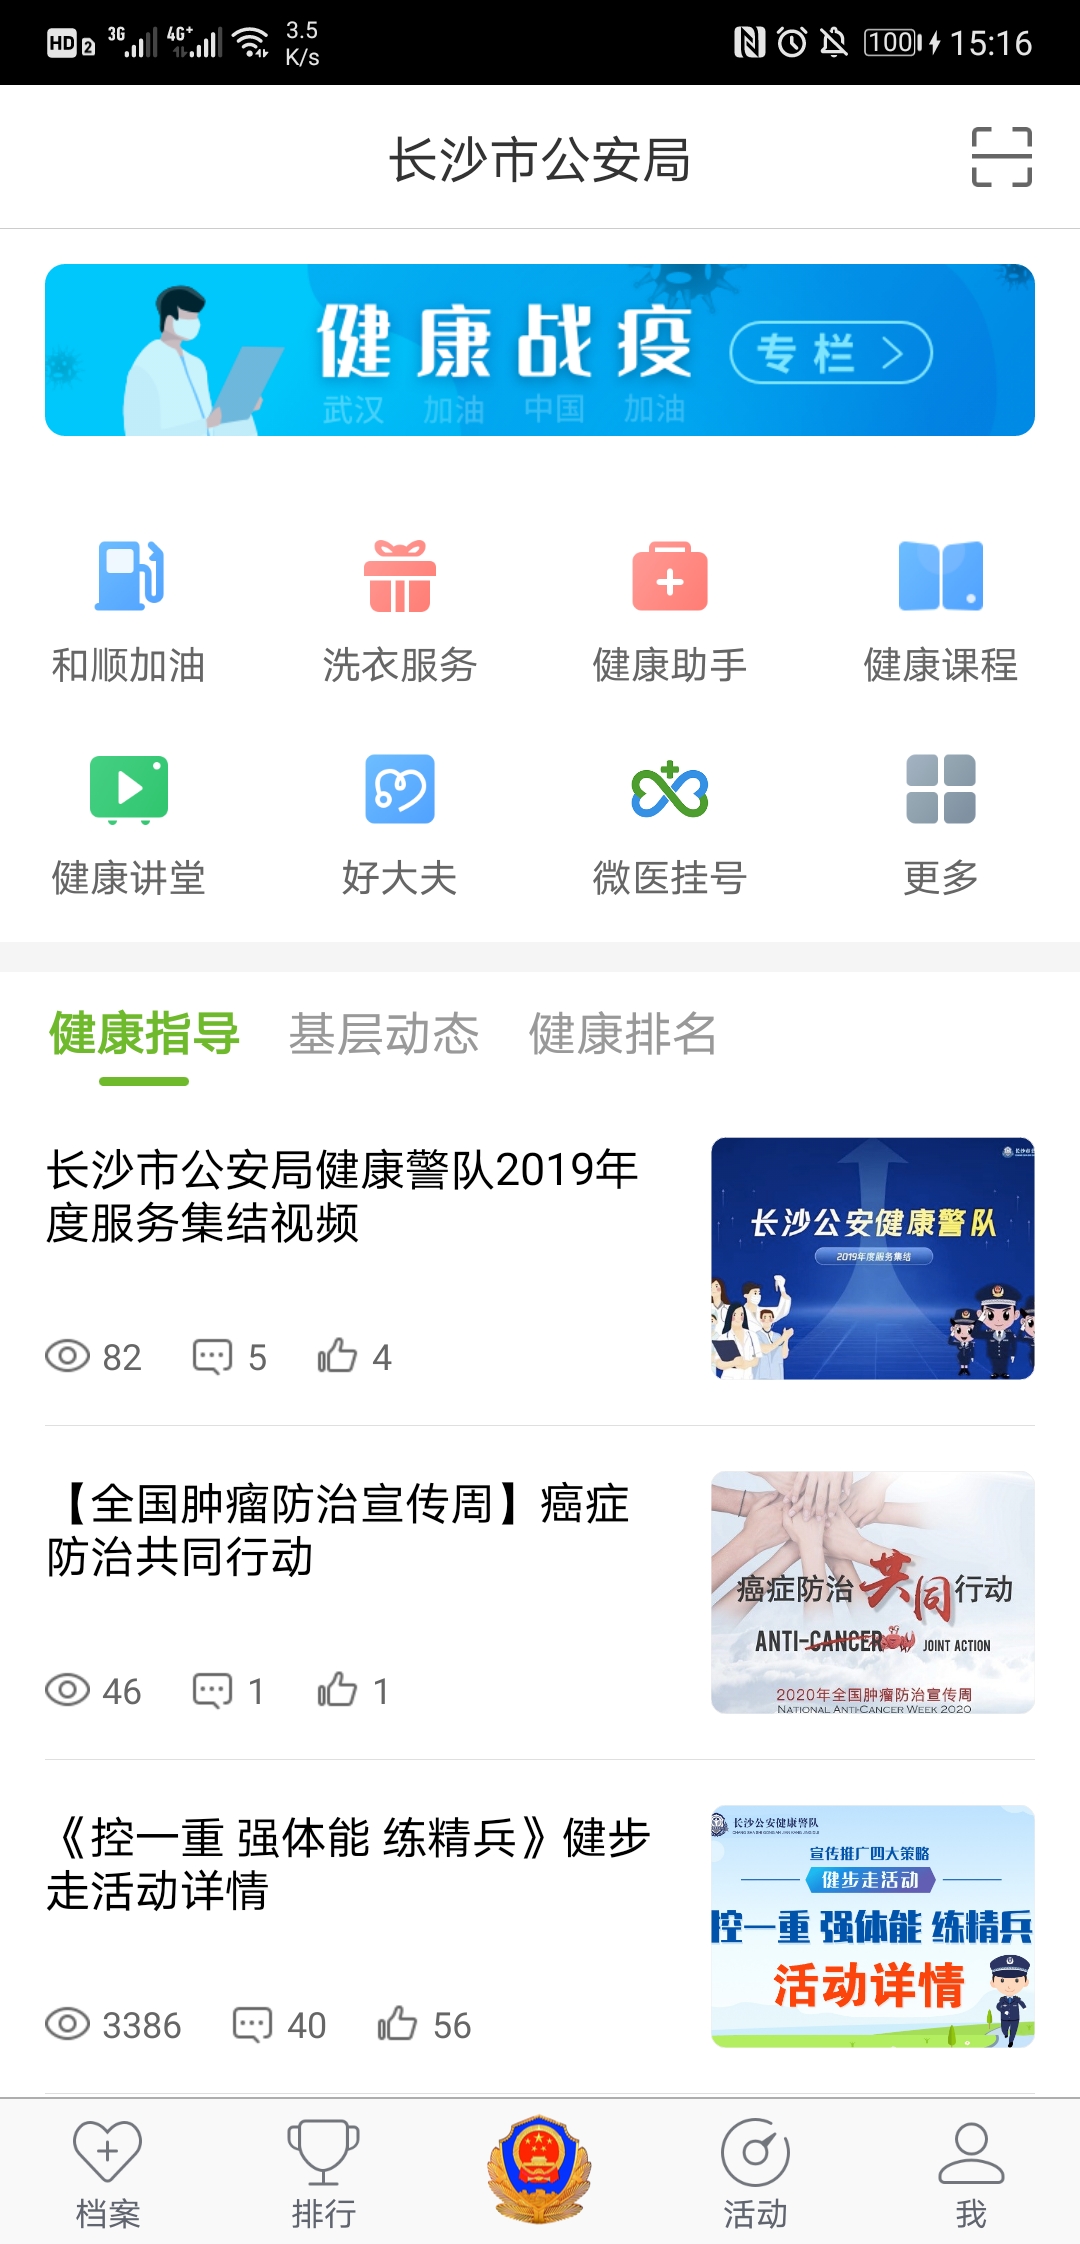 HD 2 3G 4G+ 3.5 K/s 100 15:16
长沙市公安局
健康战疫
专栏
武汉 加油 中国 加油
和顺加油 洗衣服务 健康助手 健康课程
健康讲堂 好大夫 微医挂号 更多
健康指导 基层动态 健康排名
长沙市公安局健康警队2019年
度服务集结视频
82 5 4
长沙公安健康警队
2019年度服务集结
【全国肿瘤防治宣传周】癌症
防治共同行动
46 1 1
癌症防治共同行动
ANTI-CANCER JOINT ACTION
2020年全国肿瘤防治宣传周
NATIONAL ANTI-CANCER WEEK 2020
《控一重 强体能 练精兵》健步
走活动详情
3386 40 56
长沙公安健康警队
宣传推广四大策略
健步走活动
控一重 强体能 练精兵
活动详情
档案 排行 活动 我